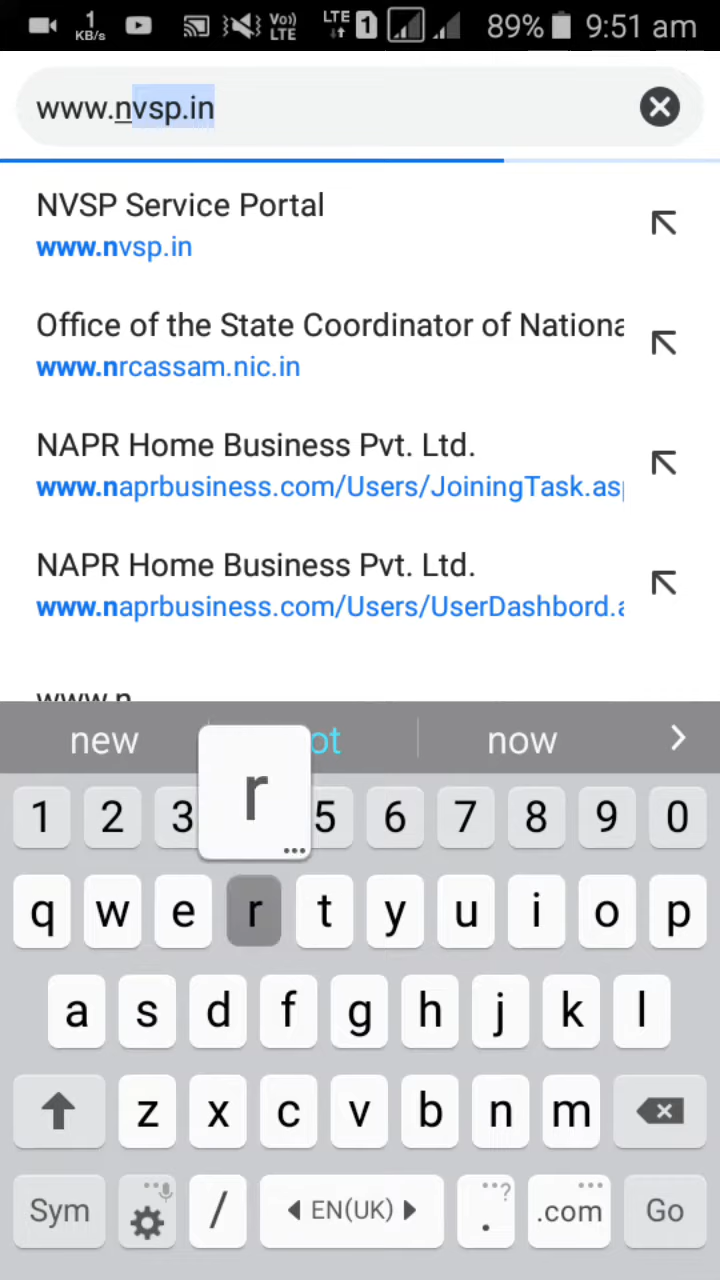 1 KB/s Vo)) LTE LTE 1 89% 9:51 am
www.nvsp.in
NVSP Service Portal
www.nvsp.in
Office of the State Coordinator of Nationa
www.nrcassam.nic.in
NAPR Home Business Pvt. Ltd.
www.naprbusiness.com/Users/JoiningTask.asp
NAPR Home Business Pvt. Ltd.
www.naprbusiness.com/Users/UserDashbord.a
www.n
new ot now
r
1 2 3 5 6 7 8 9 0
q w e r t y u i o p
a s d f g h j k l
z x c v b n m
Sym / EN(UK) . ? .com Go